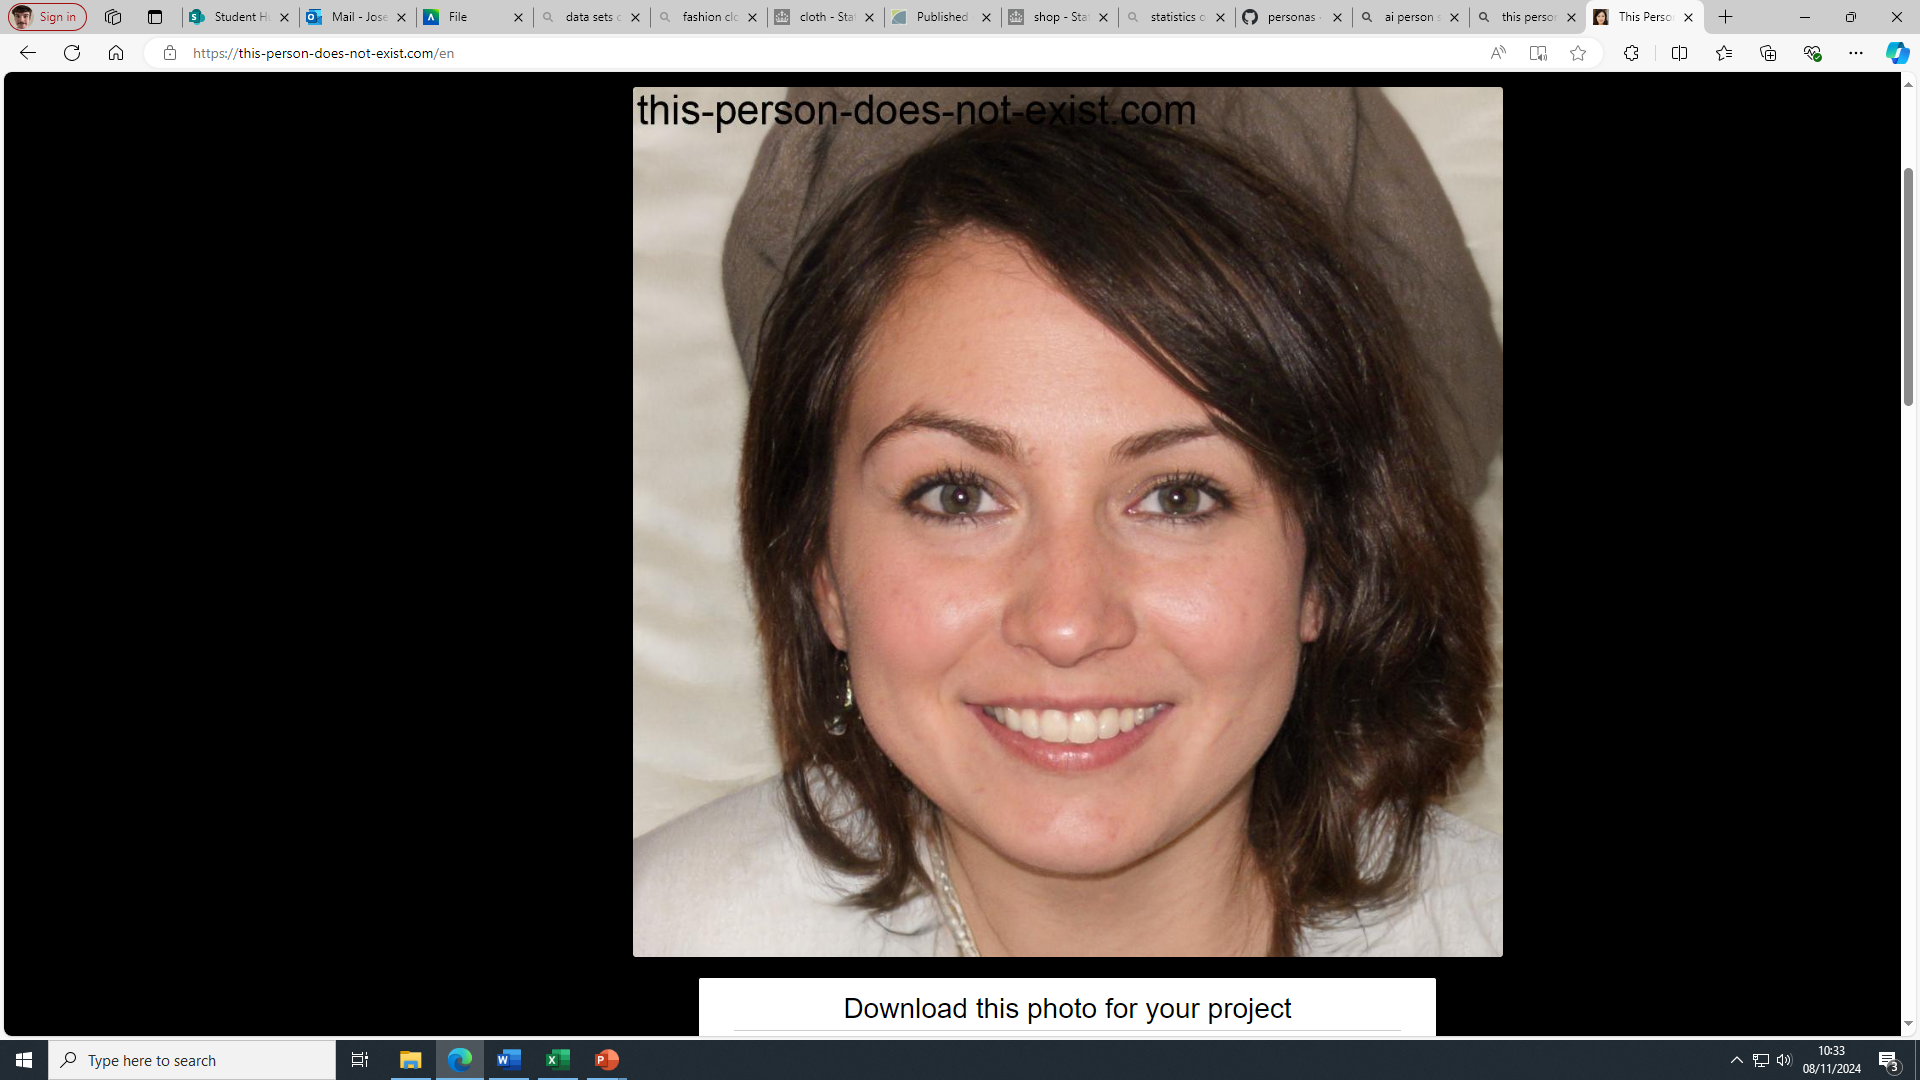 Sign in
Student H
Mail - Jose
File
data sets c
fashion clo
cloth - Sta
Published
shop - Sta
statistics o
personas
ai person s
this person
This Perso
https://this-person-does-not-exist.com/en
this-person-does-not-exist.com
Download this photo for your project
Type here to search
10:33
08/11/2024
3